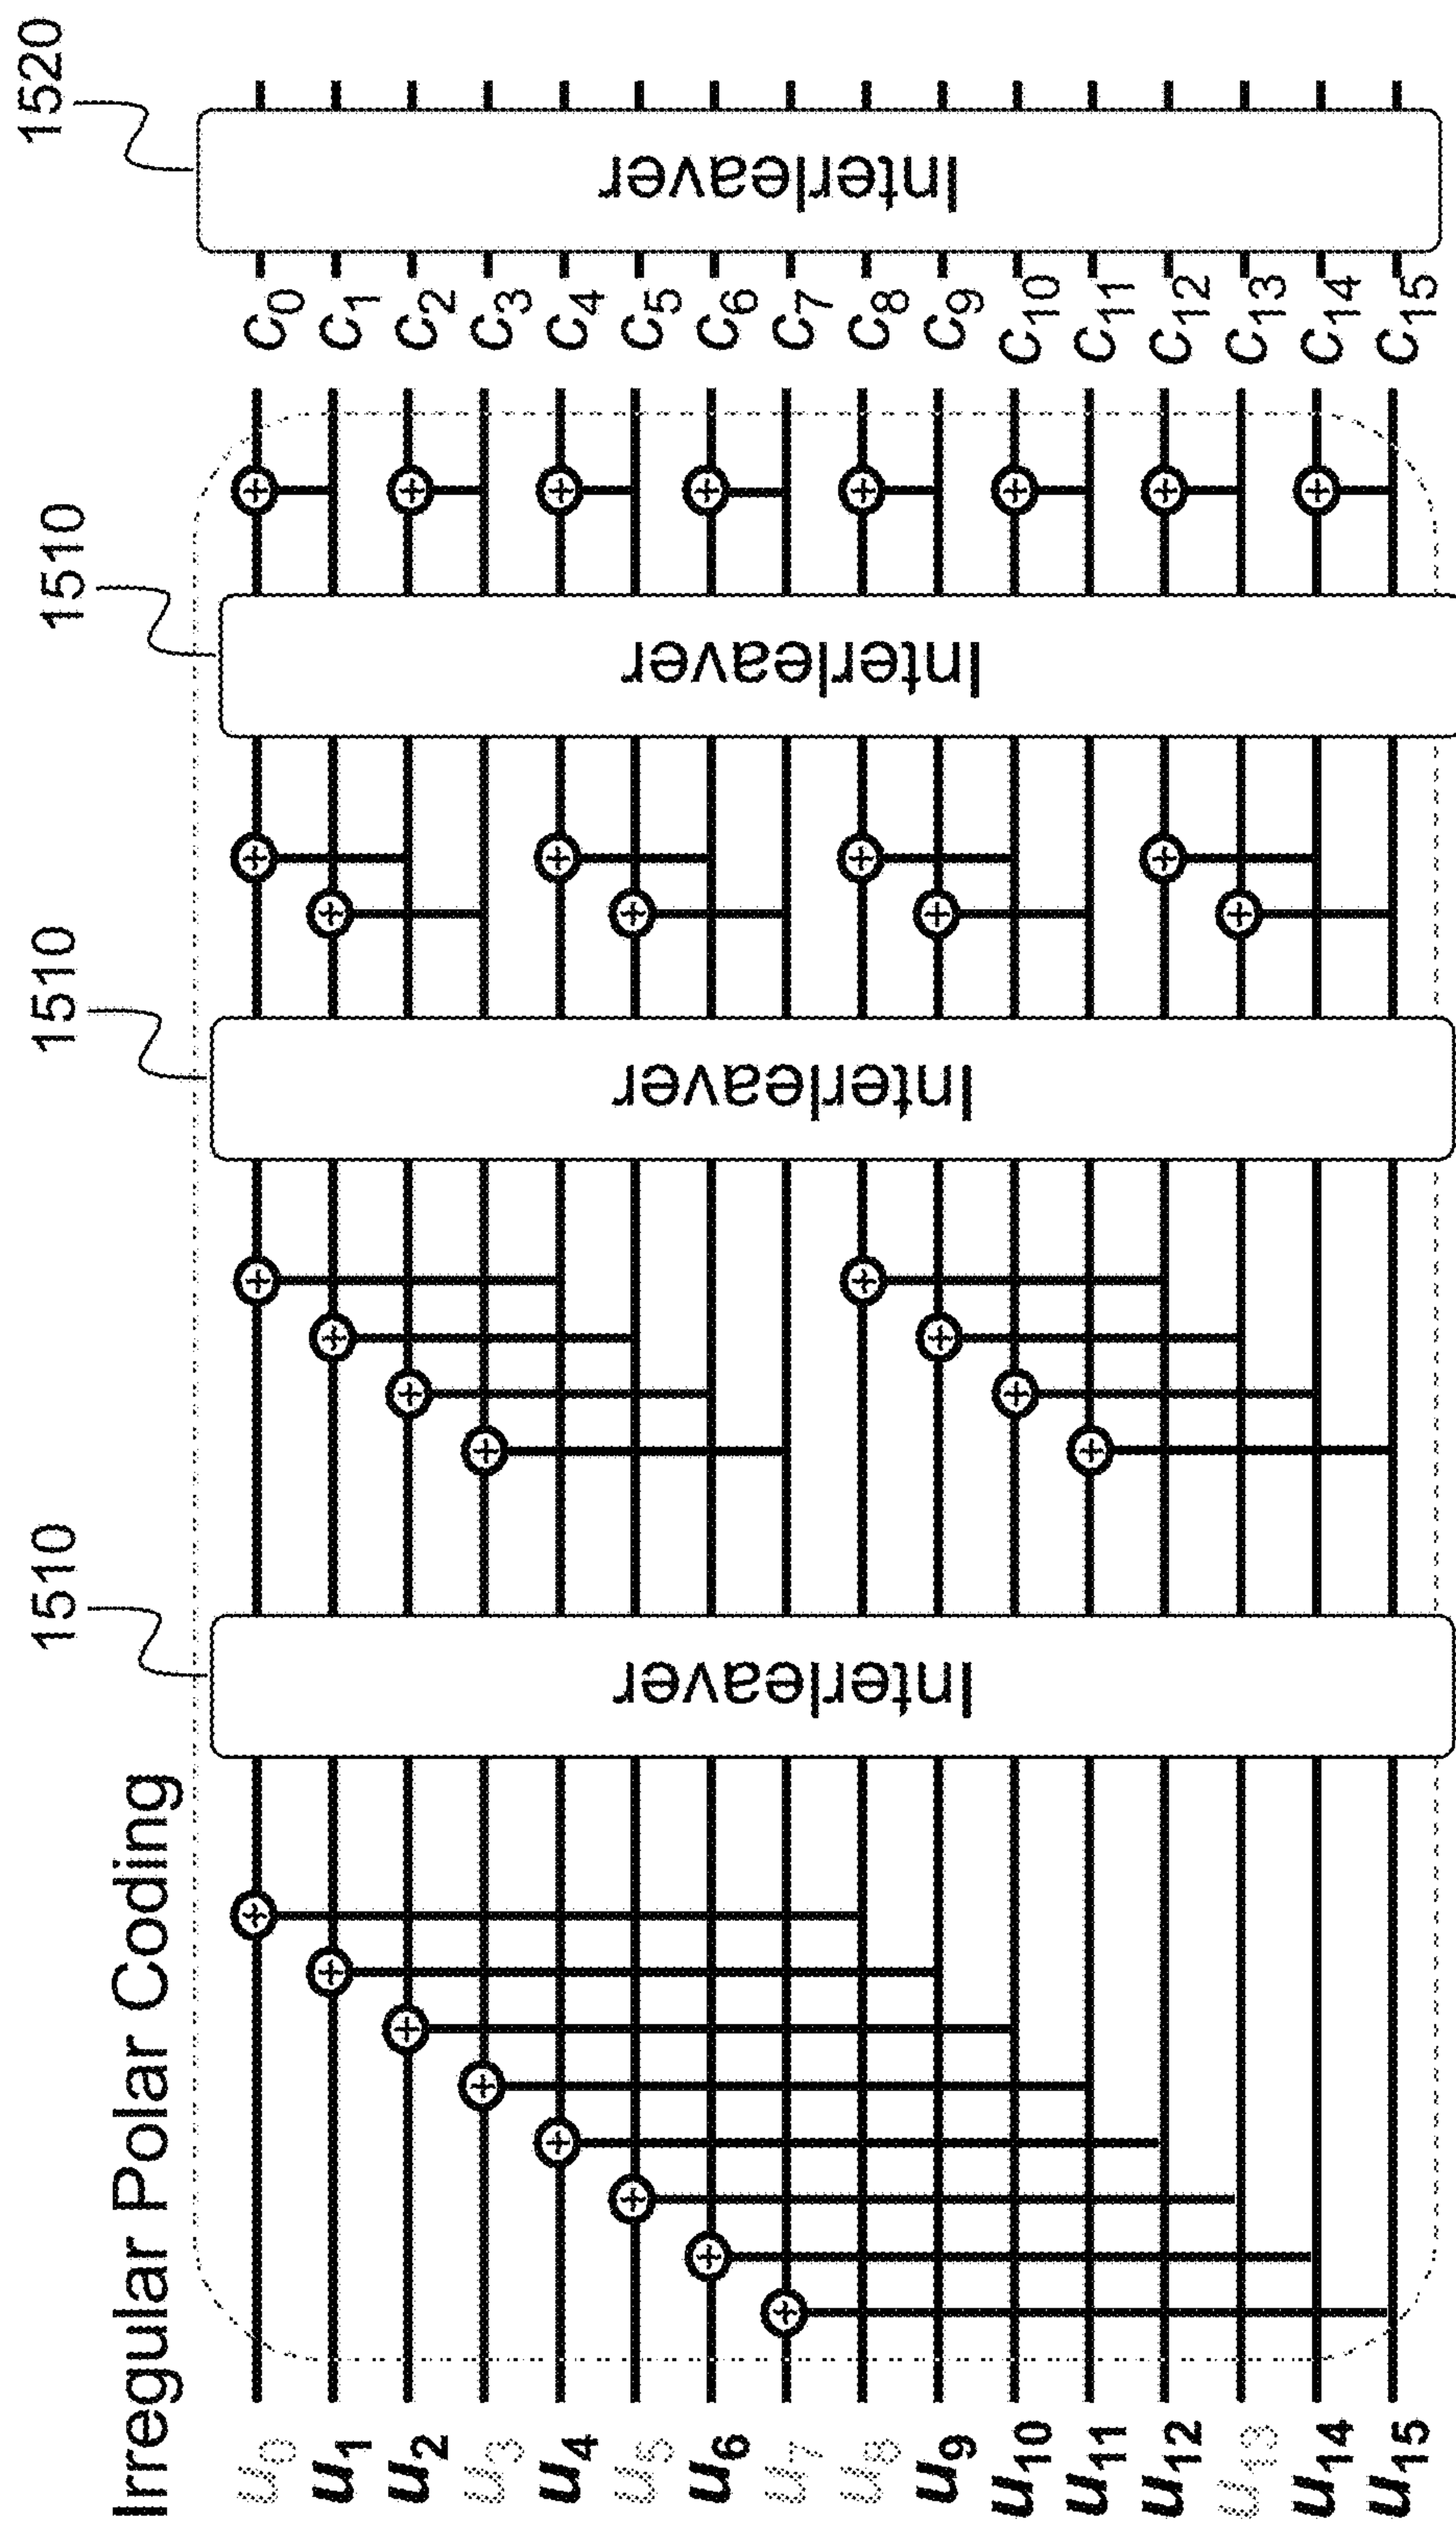 Irregular Polar Coding
1510
1510
1510
1520
Interleaver
Interleaver
Interleaver
Interleaver
u0
u1
u2
u3
u4
u5
u6
u7
u8
u9
u10
u11
u12
u13
u14
u15
c0
c1
c2
c3
c4
c5
c6
c7
c8
c9
c10
c11
c12
c13
c14
c15